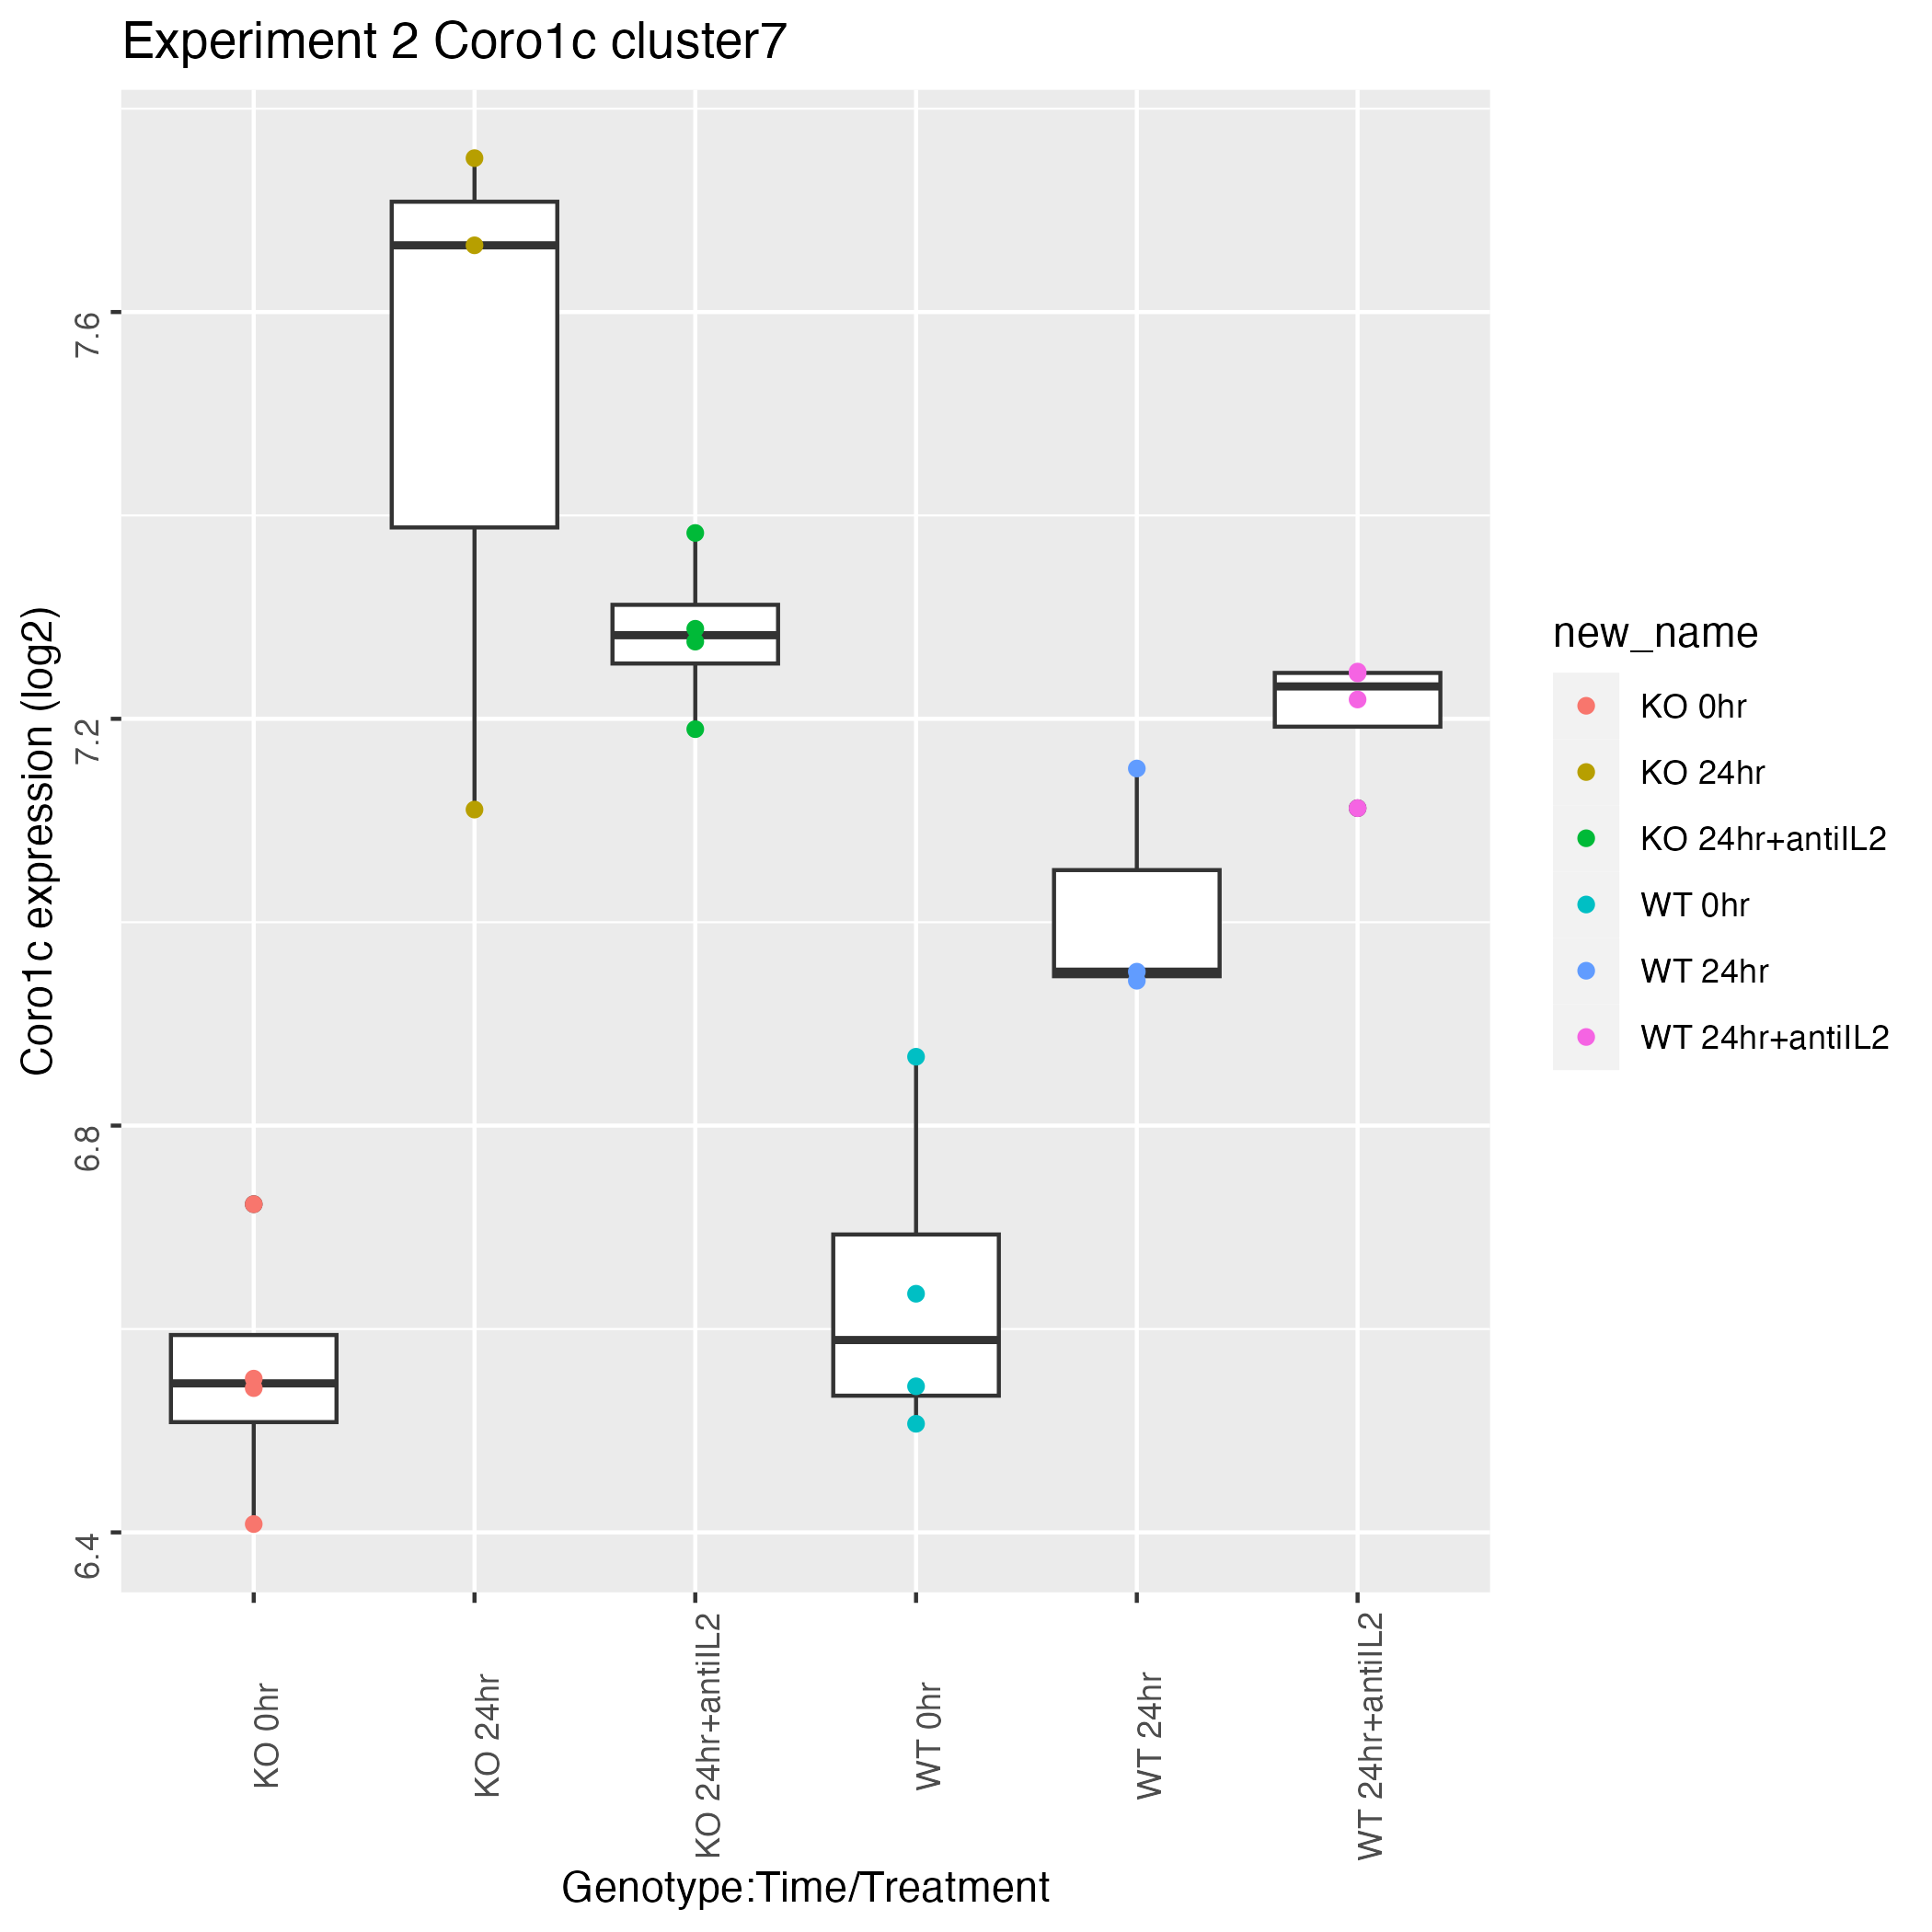 Experiment 2 Coro1c cluster7
Coro1c expression (log2)
7.6
7.2
6.8
6.4
KO 0hr
KO 24hr
KO 24hr+antiIL2
WT 0hr
WT 24hr
WT 24hr+antiIL2
Genotype:Time/Treatment
new_name
KO 0hr
KO 24hr
KO 24hr+antiIL2
WT 0hr
WT 24hr
WT 24hr+antiIL2